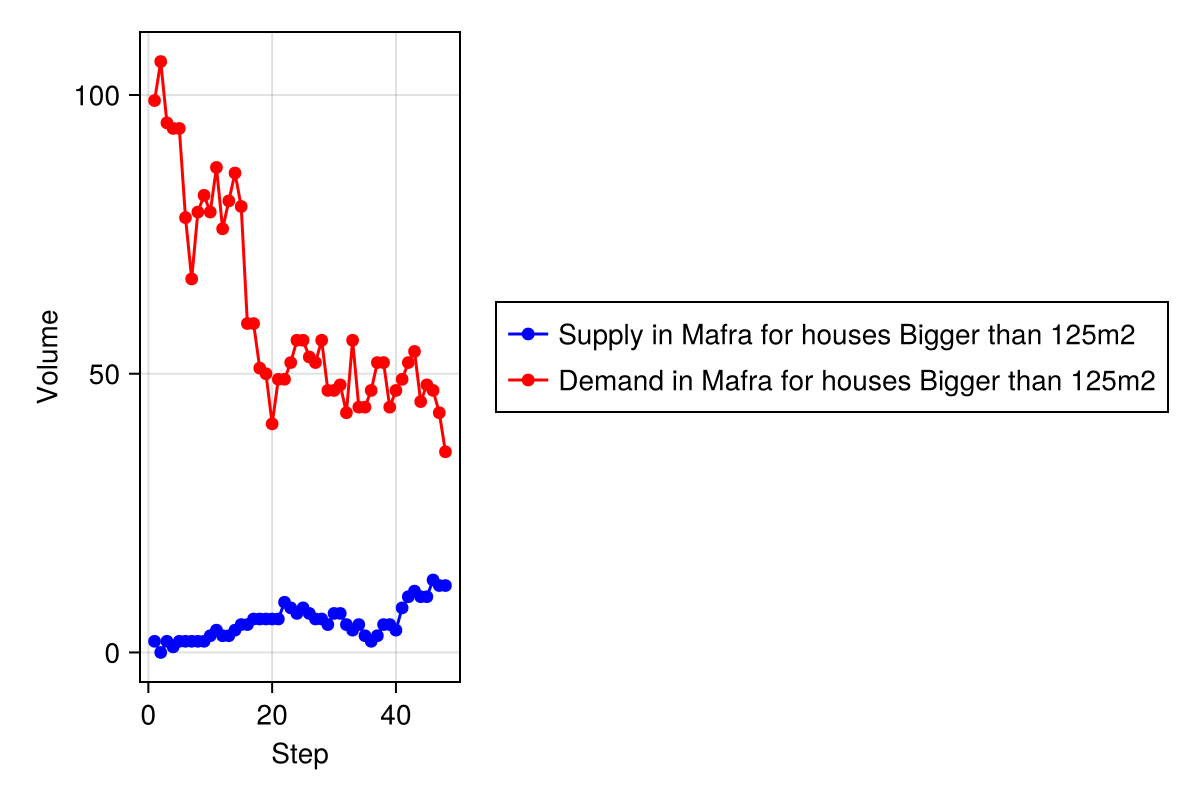 100
50
0
Volume
0 20 40
Step
Supply in Mafra for houses Bigger than 125m2
Demand in Mafra for houses Bigger than 125m2